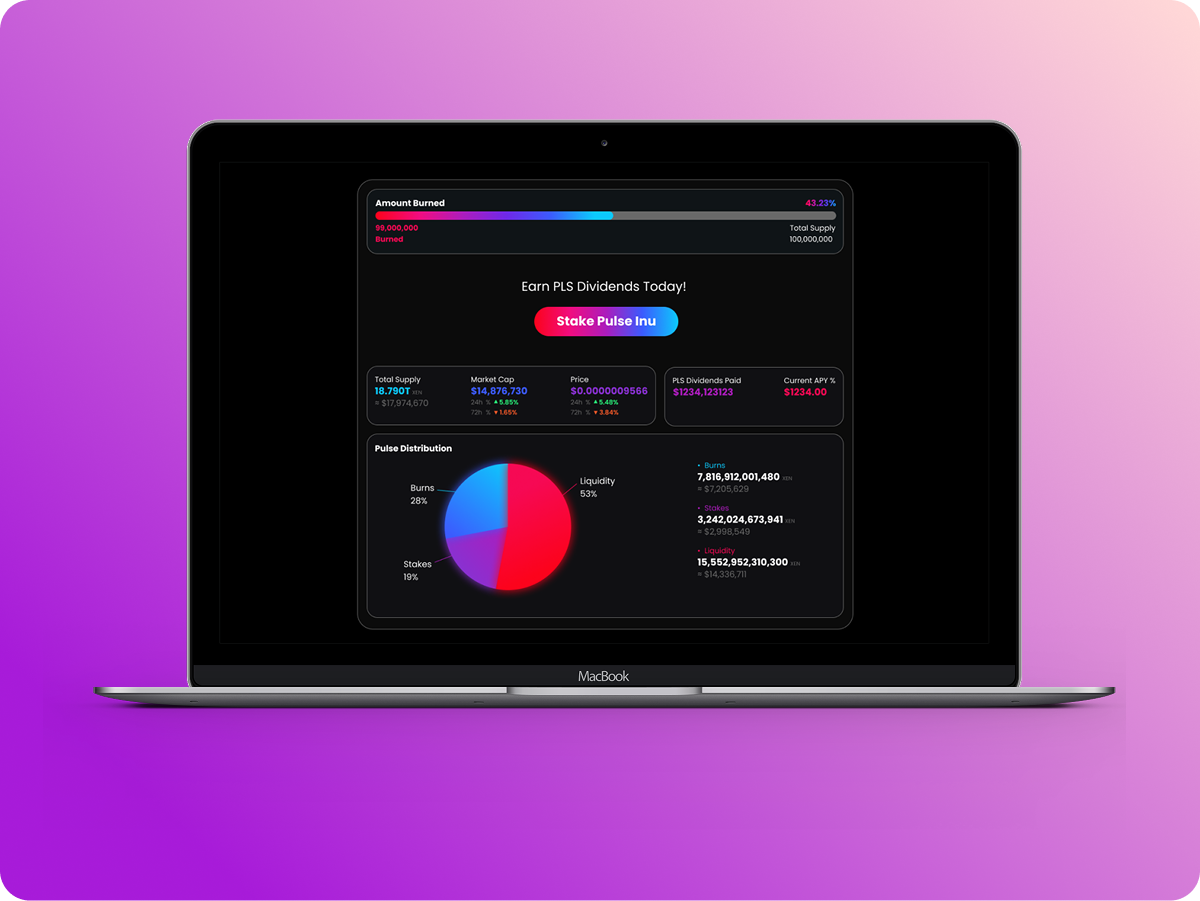 Amount Burned 43.23%
99,000,000 Total Supply
Burned 100,000,000
Earn PLS Dividends Today!
Stake Pulse Inu
Total Supply Market Cap Price
18.790T XEN $14,876,730 $0.0000009566
= $17,974,670 24h % ▲5.85% 24h % ▲5.48%
72h % ▼1.65% 72h % ▼3.84%
PLS Dividends Paid Current APY %
$1234,123123 $1234.00
Pulse Distribution
Burns
28%
Liquidity
53%
Stakes
19%
• Burns
7,816,912,001,480 XEN
= $7,205,629
• Stakes
3,242,024,673,941 XEN
= $2,998,549
• Liquidity
15,552,952,310,300 XEN
= $14,336,711
MacBook